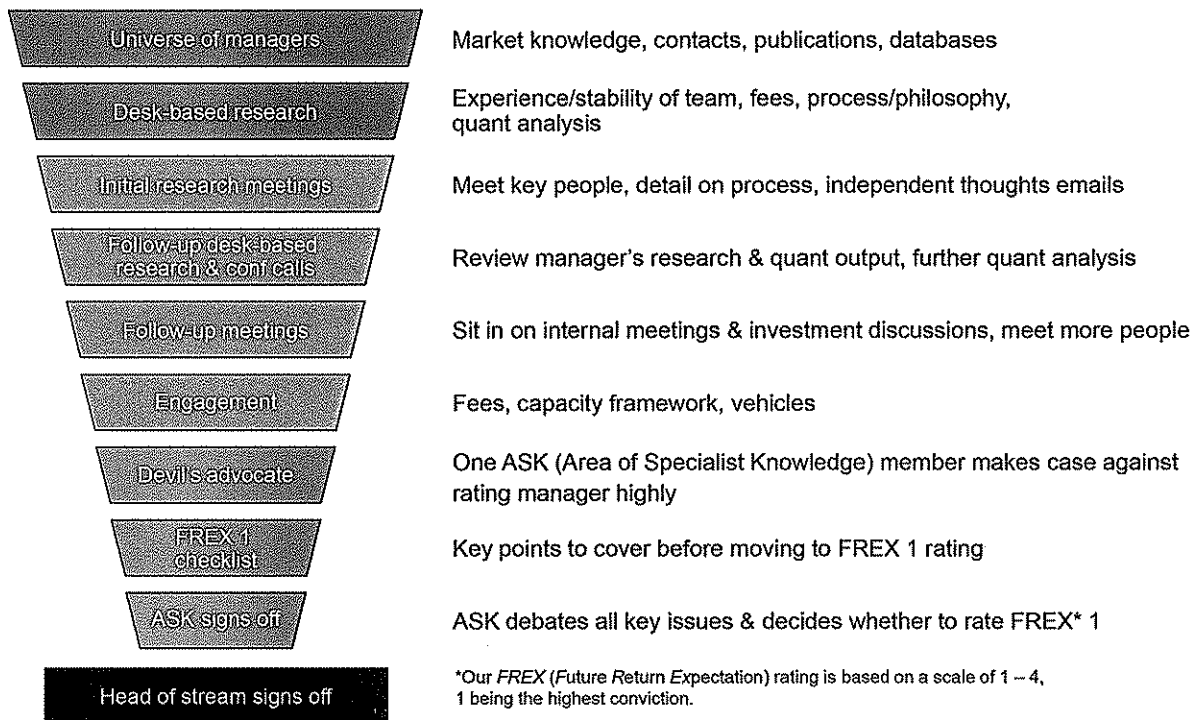 Universe of managers
Market knowledge, contacts, publications, databases
Desk-based research
Experience/stability of team, fees, process/philosophy,
quant analysis
Initial research meetings
Meet key people, detail on process, independent thoughts emails
Follow-up desk-based
research & conf calls
Review manager's research & quant output, further quant analysis
Follow-up meetings
Sit in on internal meetings & investment discussions, meet more people
Engagement
Fees, capacity framework, vehicles
Devil's advocate
One ASK (Area of Specialist Knowledge) member makes case against
rating manager highly
FREX 1
checklist
Key points to cover before moving to FREX 1 rating
ASK signs off
ASK debates all key issues & decides whether to rate FREX* 1
Head of stream signs off
*Our FREX (Future Return Expectation) rating is based on a scale of 1 – 4,
1 being the highest conviction.